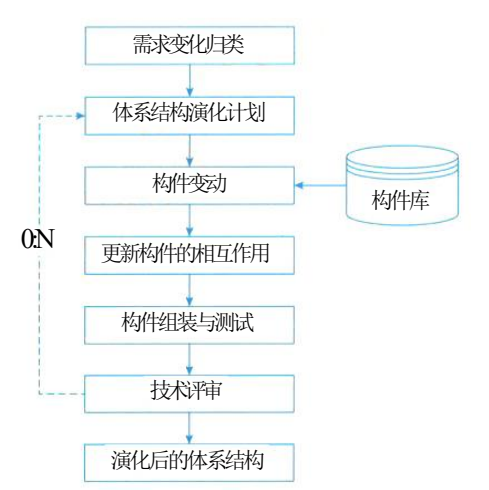 需求变化归类
体系结构演化计划
构件变动
构件库
0:N
更新构件的相互作用
构件组装与测试
技术评审
演化后的体系结构